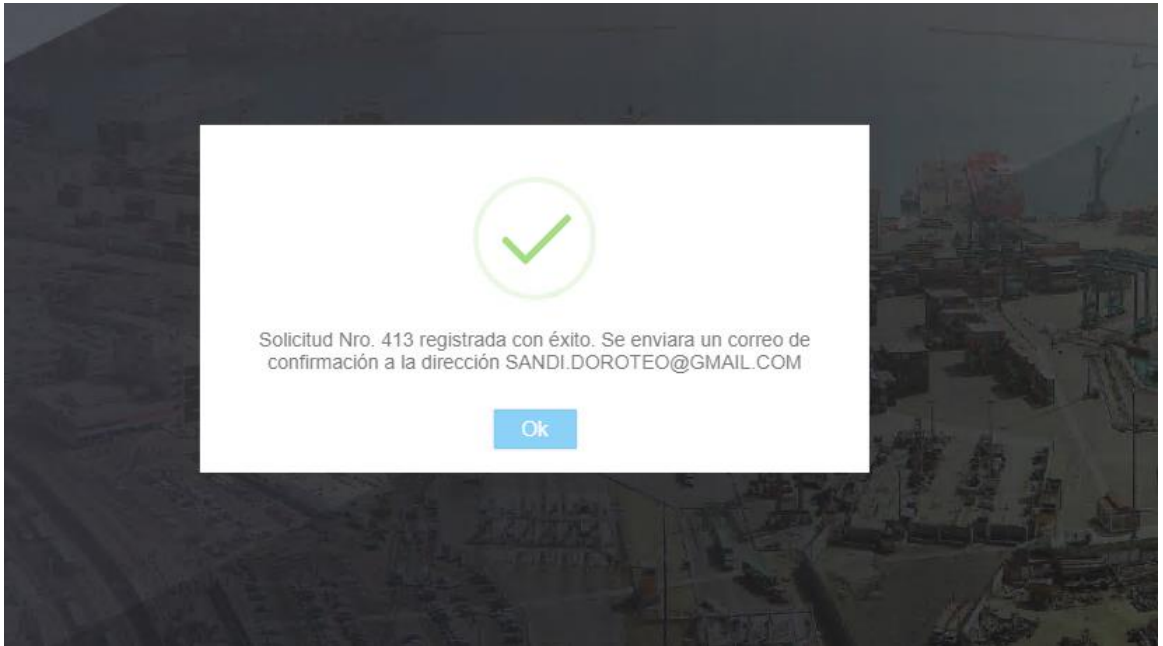 Solicitud Nro. 413 registrada con éxito. Se enviara un correo de
confirmación a la dirección SANDI.DOROTEO@GMAIL.COM
Ok